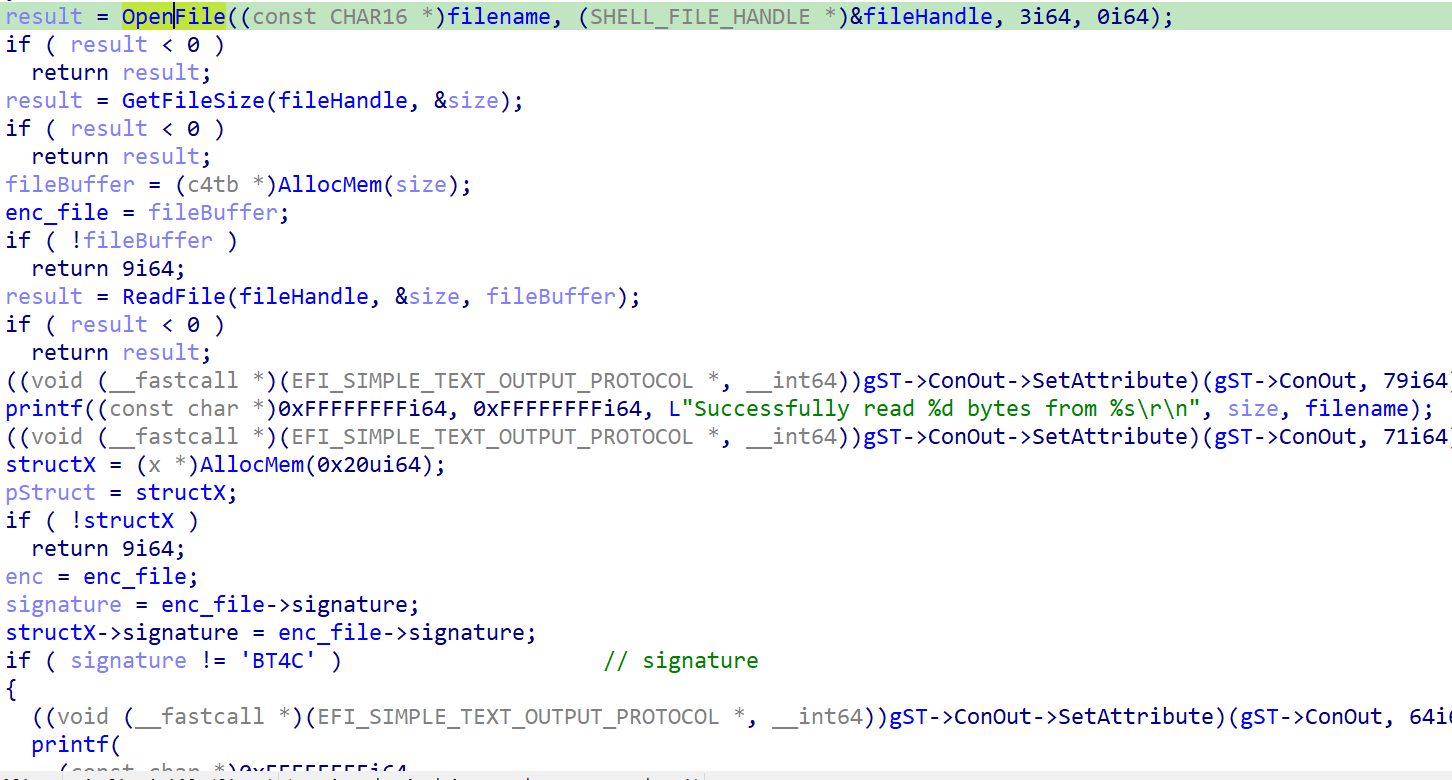 result = OpenFile((const CHAR16 *)filename, (SHELL_FILE_HANDLE *)&fileHandle, 3i64, 0i64);
if ( result < 0 )
  return result;
result = GetFileSize(fileHandle, &size);
if ( result < 0 )
  return result;
fileBuffer = (c4tb *)AllocMem(size);
enc_file = fileBuffer;
if ( !fileBuffer )
  return 9i64;
result = ReadFile(fileHandle, &size, fileBuffer);
if ( result < 0 )
  return result;
((void (__fastcall *)(EFI_SIMPLE_TEXT_OUTPUT_PROTOCOL *, __int64))gST->ConOut->SetAttribute)(gST->ConOut, 79i64
printf((const char *)0xFFFFFFFFi64, 0xFFFFFFFFi64, L"Successfully read %d bytes from %s\r\n", size, filename);
((void (__fastcall *)(EFI_SIMPLE_TEXT_OUTPUT_PROTOCOL *, __int64))gST->ConOut->SetAttribute)(gST->ConOut, 71i64
structX = (x *)AllocMem(0x20ui64);
pStruct = structX;
if ( !structX )
  return 9i64;
enc = enc_file;
signature = enc_file->signature;
structX->signature = enc_file->signature;
if ( signature != 'BT4C' )                    // signature
{
  ((void (__fastcall *)(EFI_SIMPLE_TEXT_OUTPUT_PROTOCOL *, __int64))gST->ConOut->SetAttribute)(gST->ConOut, 64i6
  printf(
    (const char *)0xFFFFFFFFi64